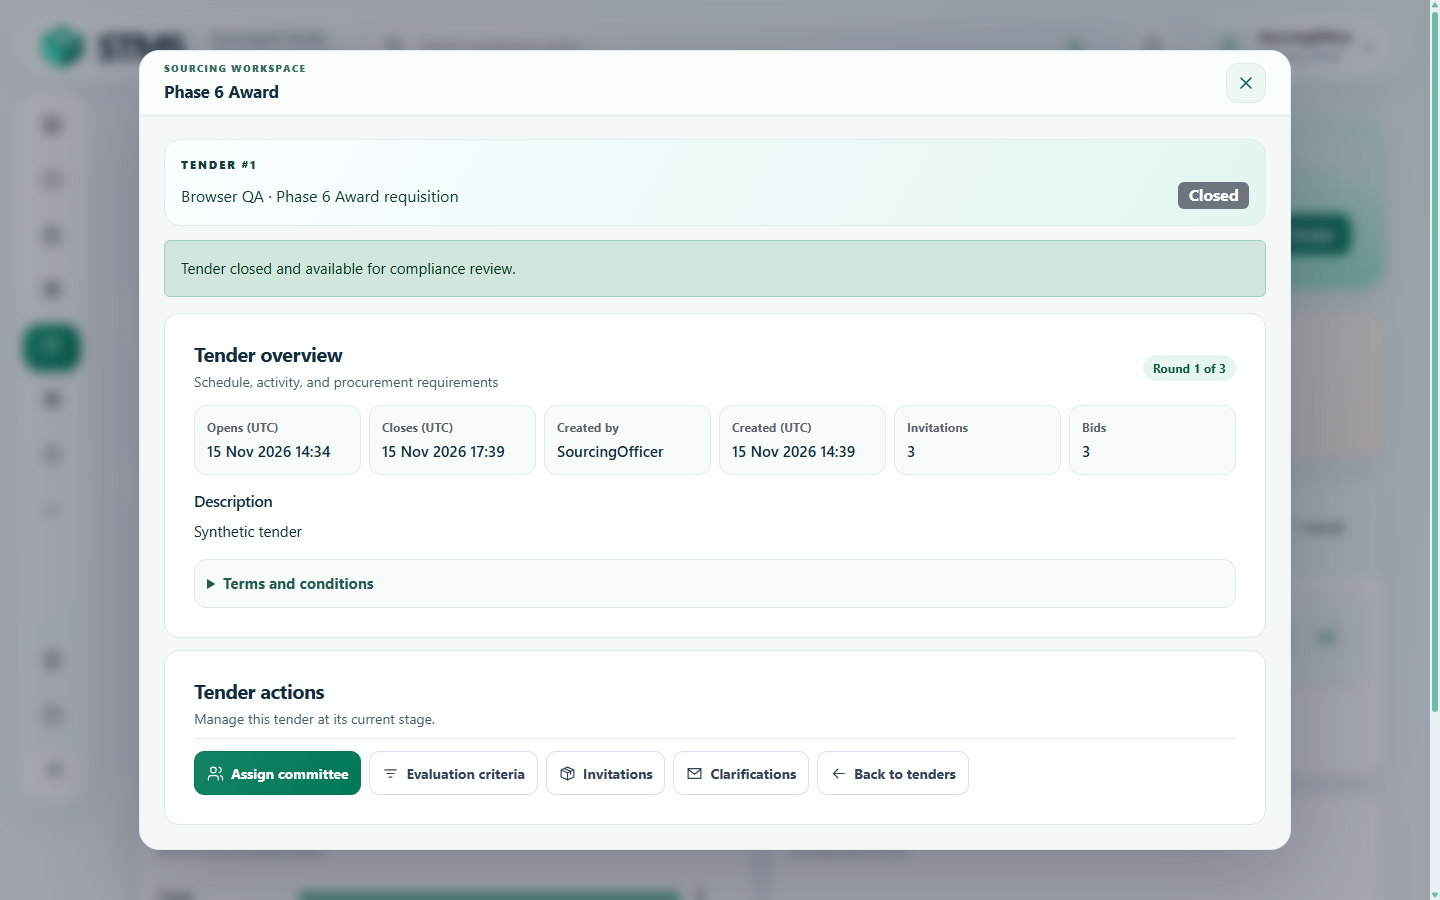 SOURCING WORKSPACE
Phase 6 Award
TENDER #1
Browser QA · Phase 6 Award requisition
Closed
Tender closed and available for compliance review.
Tender overview
Schedule, activity, and procurement requirements
Round 1 of 3
Opens (UTC)
15 Nov 2026 14:34
Closes (UTC)
15 Nov 2026 17:39
Created by
SourcingOfficer
Created (UTC)
15 Nov 2026 14:39
Invitations
3
Bids
3
Description
Synthetic tender
Terms and conditions
Tender actions
Manage this tender at its current stage.
Assign committee
Evaluation criteria
Invitations
Clarifications
Back to tenders